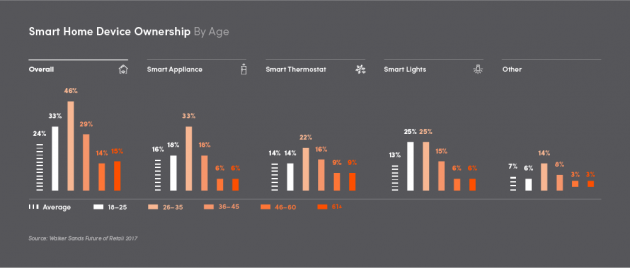 Smart Home Device Ownership By Age
Overall
24% 33% 46% 29% 14% 15%
Smart Appliance
16% 18% 33% 18% 6% 6%
Smart Thermostat
14% 14% 22% 16% 9% 9%
Smart Lights
13% 25% 25% 15% 6% 6%
Other
7% 6% 14% 8% 3% 3%
Average 18–25 26–35 36–45 46–60 61+
Source: Walker Sands Future of Retail 2017